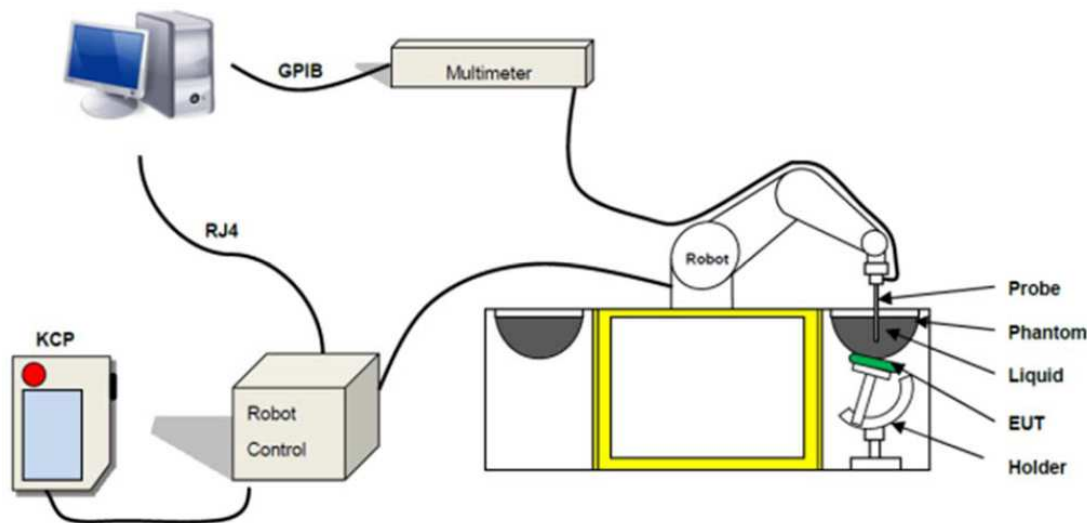 GPIB
Multimeter
RJ4
Robot
Probe
Phantom
KCP
Liquid
Robot
Control
EUT
Holder